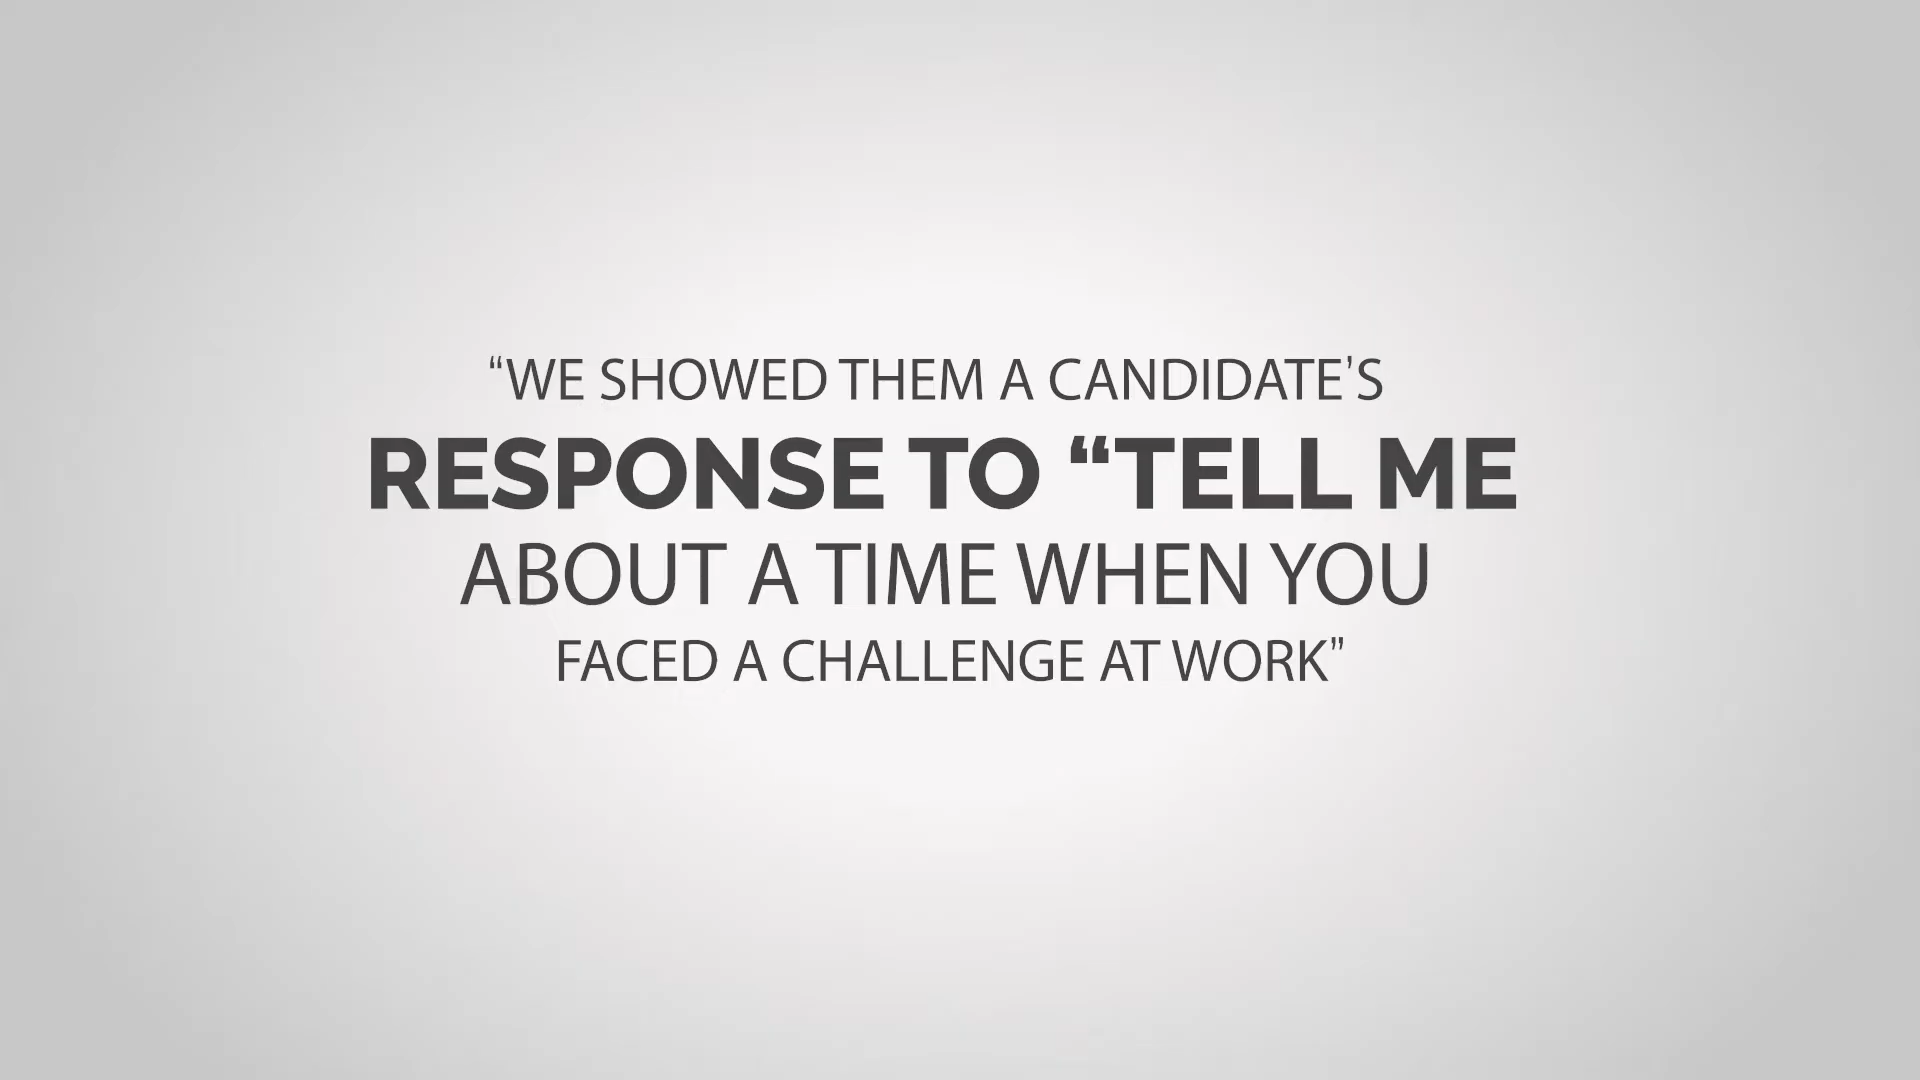 “WE SHOWED THEM A CANDIDATE’S
RESPONSE TO “TELL ME
ABOUT A TIME WHEN YOU
FACED A CHALLENGE AT WORK”